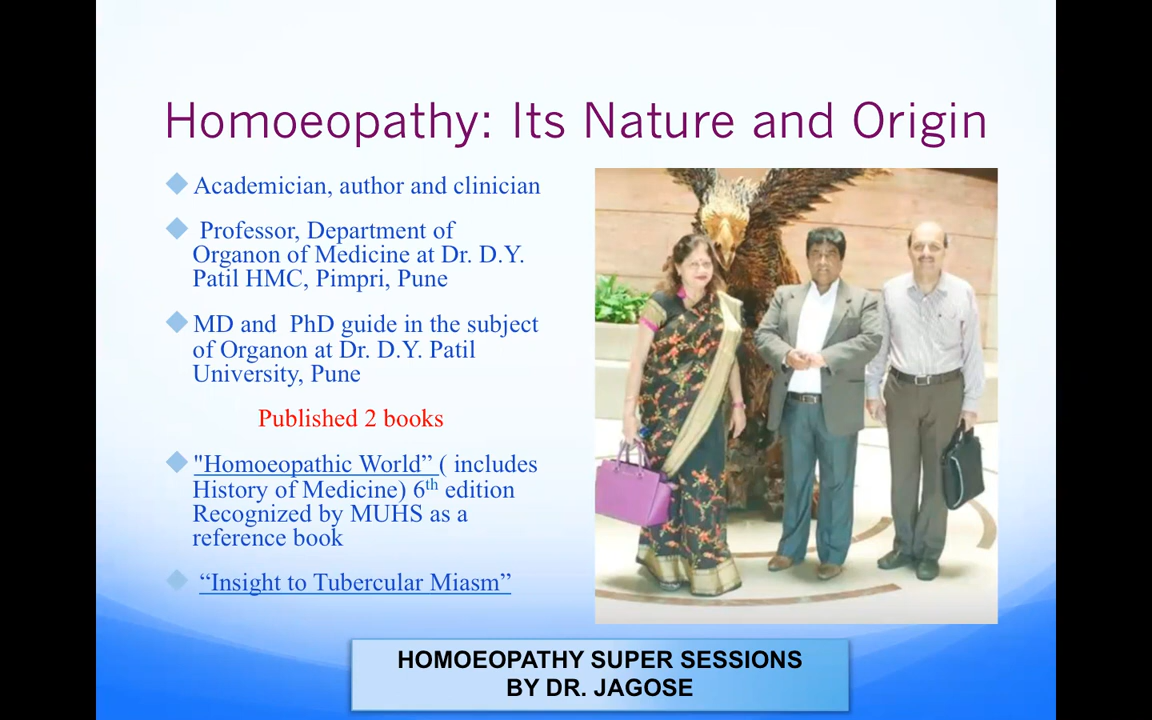 Homoeopathy: Its Nature and Origin
Academician, author and clinician
Professor, Department of
Organon of Medicine at Dr. D.Y.
Patil HMC, Pimpri, Pune
MD and PhD guide in the subject
of Organon at Dr. D.Y. Patil
University, Pune
Published 2 books
"Homoeopathic World” ( includes
History of Medicine) 6th edition
Recognized by MUHS as a
reference book
“Insight to Tubercular Miasm”
HOMOEOPATHY SUPER SESSIONS
BY DR. JAGOSE